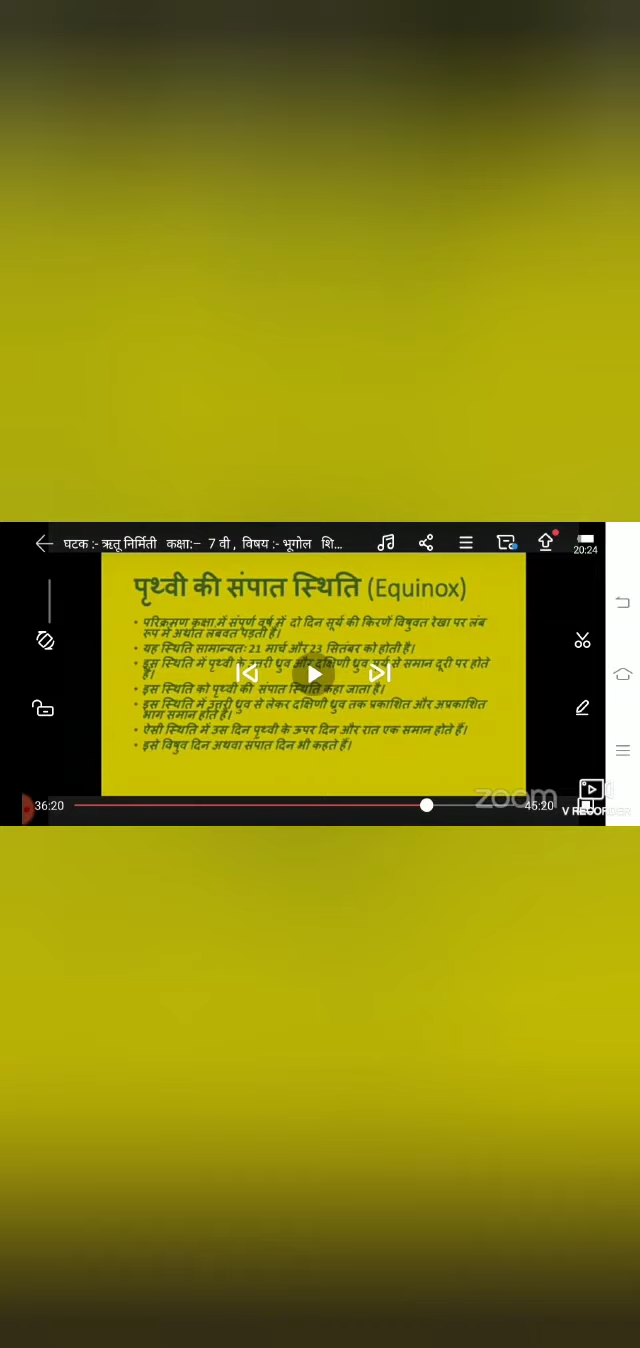 घटक :- ऋतू निर्मिती कक्षा:– 7 वी , विषय :- भूगोल शि...
20:24
पृथ्वी की संपात स्थिति (Equinox)
• परिक्रमण कक्षा में संपूर्ण वर्ष में दो दिन सूर्य की किरणें विषुवत रेखा पर लंब
रूप में अर्थात लंबवत पड़ती हैं।
• यह स्थिति सामान्यतः 21 मार्च और 23 सितंबर को होती है।
• इस स्थिति में पृथ्वी के उत्तरी ध्रुव और दक्षिणी ध्रुव सूर्य से समान दूरी पर होते
हैं।
• इस स्थिति को पृथ्वी की संपात स्थिति कहा जाता है।
• इस स्थिति में उत्तरी ध्रुव से लेकर दक्षिणी ध्रुव तक प्रकाशित और अप्रकाशित
भाग समान होते हैं।
• ऐसी स्थिति में उस दिन पृथ्वी के ऊपर दिन और रात एक समान होते हैं।
• इसे विषुव दिन अथवा संपात दिन भी कहते हैं।
zoom
36:20
45:20
V RECORDER